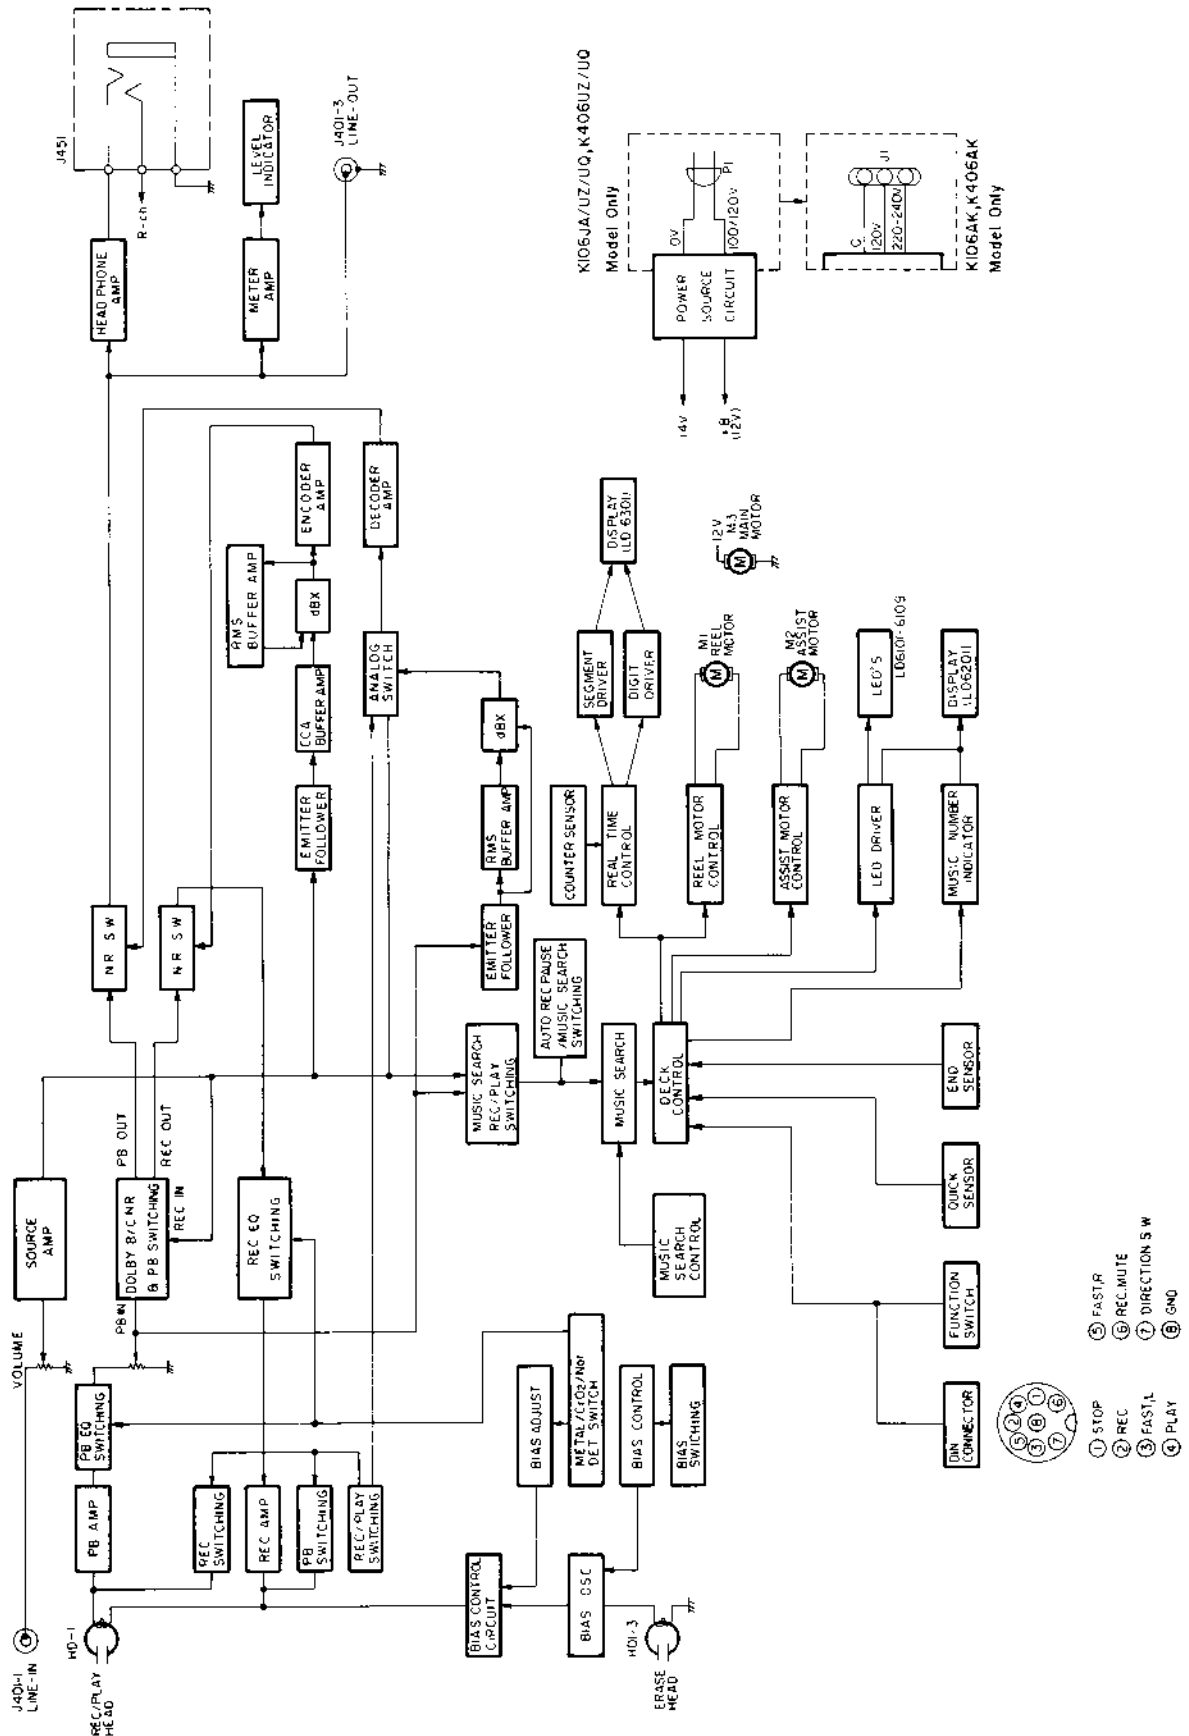 J401-1
LINE-IN
VOLUME
SOURCE
AMP
HD-1
REC/PLAY
HEAD
PB AMP
PB EQ
SWITCHING
PB IN
DOLBY B/C NR
& PB SWITCHING
PB OUT
REC OUT
REC IN
NR SW
NR SW
HEAD PHONE
AMP
J451
R-ch
METER
AMP
LEVEL
INDICATOR
J401-3
LINE-OUT
REC
SWITCHING
REC AMP
PB
SWITCHING
REC/PLAY
SWITCHING
REC EQ
SWITCHING
EMITTER
FOLLOWER
CCA
BUFFER AMP
RMS
BUFFER AMP
dBX
ENCODER
AMP
ANALOG
SWITCH
DECODER
AMP
BIAS CONTROL
CIRCUIT
BIAS ADJUST
MUSIC SEARCH
REC/PLAY
SWITCHING
EMITTER
FOLLOWER
RMS
BUFFER AMP
dBX
BIAS OSC
METAL/CrO2/Nor
DET SWITCH
AUTO REC PAUSE
/MUSIC SEARCH
SWITCHING
COUNTER SENSOR
HD1-3
ERASE
HEAD
BIAS CONTROL
BIAS
SWICHING
MUSIC
SEARCH
CONTROL
MUSIC SEARCH
DECK
CONTROL
REAL TIME
CONTROL
SEGMENT
DRIVER
DIGIT
DRIVER
DISPLAY
REEL MOTOR
CONTROL
M1
REEL
MOTOR
M
12V
M3
MAIN
MOTOR
M
ASSIST MOTOR
CONTROL
M2
ASSIST
MOTOR
M
LED DRIVER
LED'S
LD6101-6109
MUSIC NUMBER
INDICATOR
DISPLAY
DIN
CONNECTOR
FUNCTION
SWITCH
QUICK
SENSOR
END
SENSOR
14V
+B
(12V)
POWER
SOURCE
CIRCUIT
0V
100/120V
P1
K106JA/UZ/UQ,K406UZ/UQ
Model Only
120V
220-240V
J1
K106AK,K406AK
Model Only
⑤ ② ④
③ ⑧ ①
⑦ ⑥
① STOP
② REC
③ FAST,L
④ PLAY
⑤ FAST,R
⑥ REC,MUTE
⑦ DIRECTION SW
⑧ GND